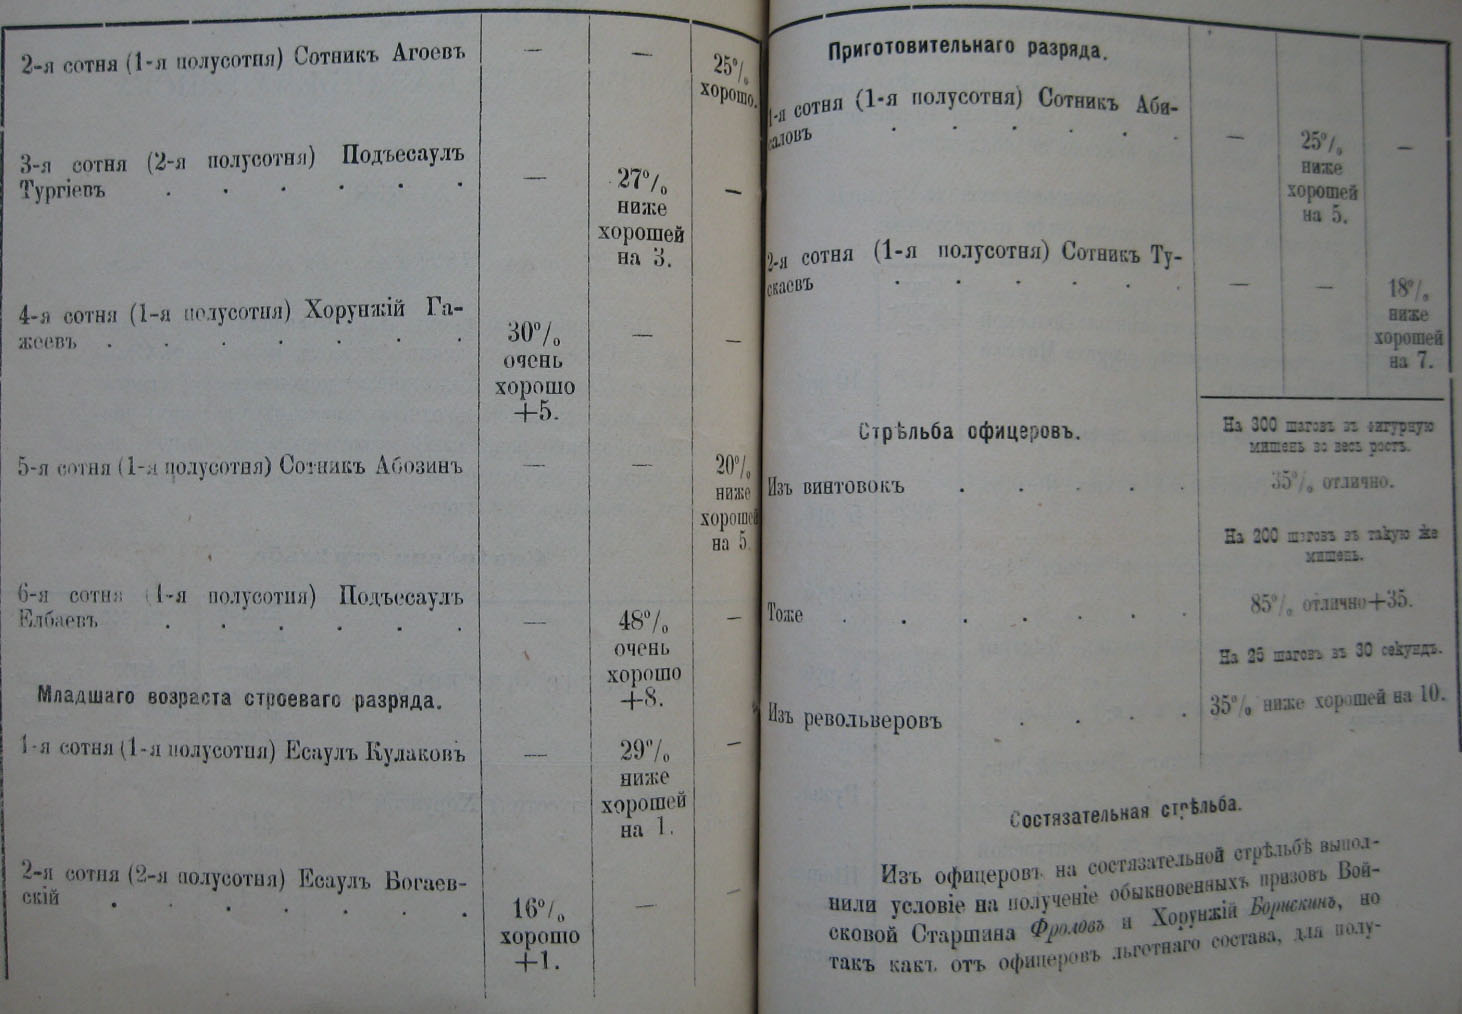 2-я сотня (1-я полусотня) Сотникъ Агоевъ — — 25%
хорошо.
3-я сотня (2-я полусотня) Подъесаулъ
Тургіевъ . . . . . . — 27% —
ниже
хорошей
на 3.
4-я сотня (1-я полусотня) Хорунжій Га-
жеевъ . . . . . . . 30% — —
очень
хорошо
+5.
5-я сотня (1-я полусотня) Сотникъ Абозинъ — — 20%
ниже
хорошей
на 5.
6-я сотня (1-я полусотня) Подъесаулъ
Елбаевъ . . . . . . — 48% —
очень
хорошо
+8.
Младшаго возраста строеваго разряда.
1-я сотня (1-я полусотня) Есаулъ Кулаковъ — 29% —
ниже
хорошей
на 1.
2-я сотня (2-я полусотня) Есаулъ Богаев-
скій . . . . . . . 16% — —
хорошо
+1.
Приготовительнаго разряда.
1-я сотня (1-я полусотня) Сотникъ Аби-
саловъ . . . . . . — 25% —
ниже
хорошей
на 5.
2-я сотня (1-я полусотня) Сотникъ Ту-
скаевъ . . . . . — — 18%
ниже
хорошей
на 7.
Стрѣльба офицеровъ.
На 300 шаговъ въ фигурную
мишень во весь ростъ.
Изъ винтовокъ . . . . . 35% отлично.
На 200 шаговъ въ такую же
мишень.
Тоже . . . . . . . 85% отлично+35.
На 25 шаговъ въ 30 секундъ.
Изъ револьверовъ . . . . 35% ниже хорошей на 10.
Состязательная стрѣльба.
Изъ офицеровъ на состязательной стрѣльбѣ выпол-
нили условіе на полученіе обыкновенныхъ призовъ Вой-
сковой Старшина Фроловъ и Хорунжій Борискинъ, но
такъ какъ отъ офицеровъ льготнаго состава, для полу-